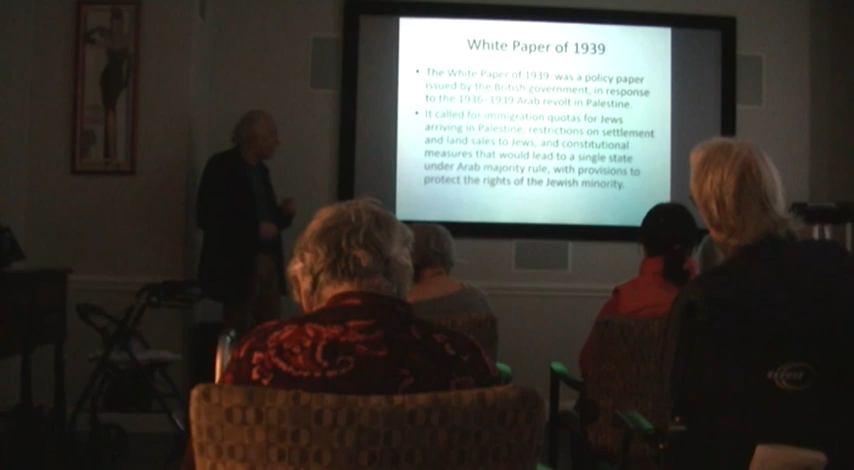 White Paper of 1939
• The White Paper of 1939 was a policy paper
issued by the British government, in response
to the 1936–1939 Arab revolt in Palestine.
• It called for immigration quotas for Jews
arriving in Palestine, restrictions on settlement
and land sales to Jews, and constitutional
measures that would lead to a single state
under Arab majority rule, with provisions to
protect the rights of the Jewish minority.